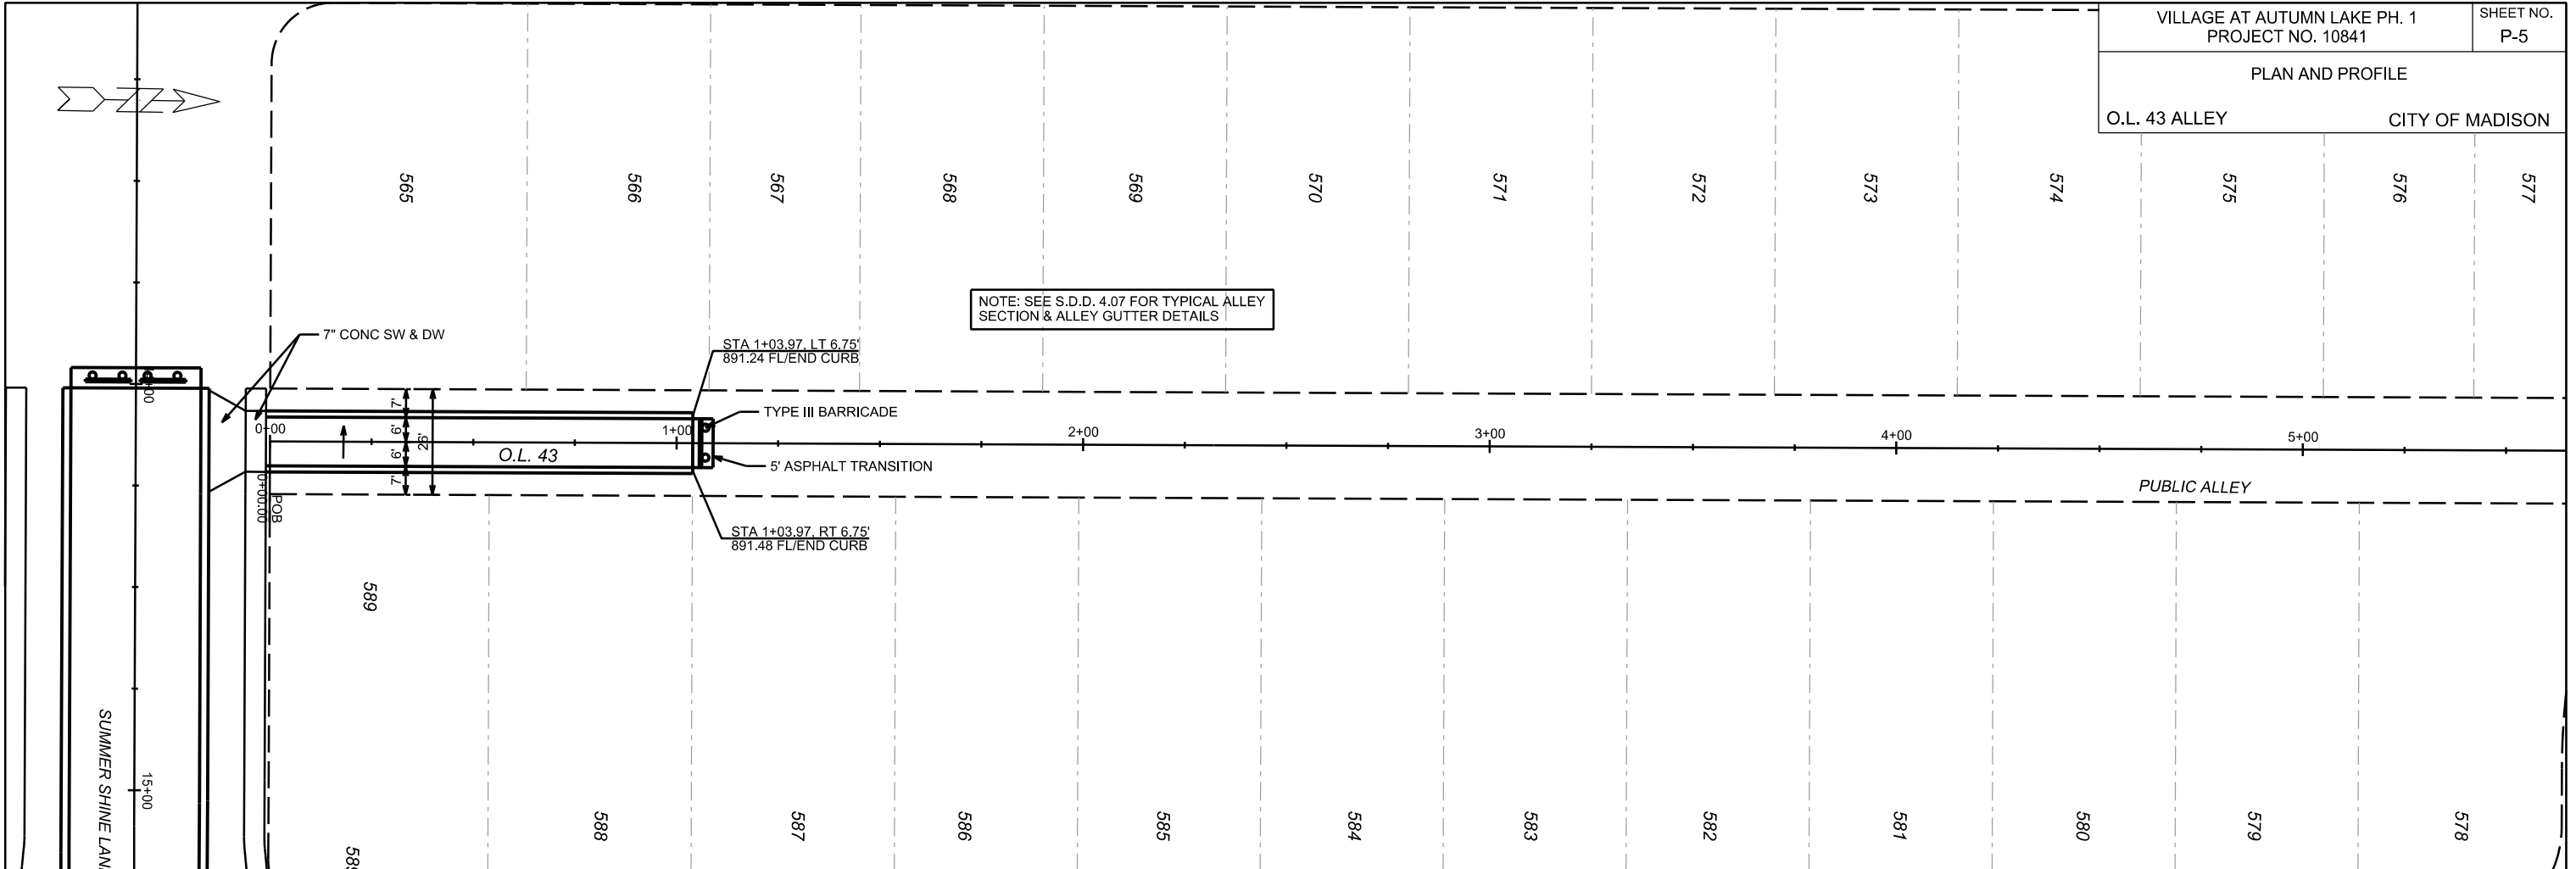 VILLAGE AT AUTUMN LAKE PH. 1
PROJECT NO. 10841
SHEET NO.
P-5
PLAN AND PROFILE
O.L. 43 ALLEY
CITY OF MADISON
565
566
567
568
569
570
571
572
573
574
575
576
577
NOTE: SEE S.D.D. 4.07 FOR TYPICAL ALLEY
SECTION & ALLEY GUTTER DETAILS
7" CONC SW & DW
STA 1+03.97, LT 6.75'
891.24 FL/END CURB
TYPE III BARRICADE
5' ASPHALT TRANSITION
STA 1+03.97, RT 6.75'
891.48 FL/END CURB
7'
6'
6'
7'
26'
O.L. 43
0+00
1+00
2+00
3+00
4+00
5+00
PUBLIC ALLEY
POB
0+00.00
589
SUMMER SHINE LAN
15+00
589
588
587
586
585
584
583
582
581
580
579
578